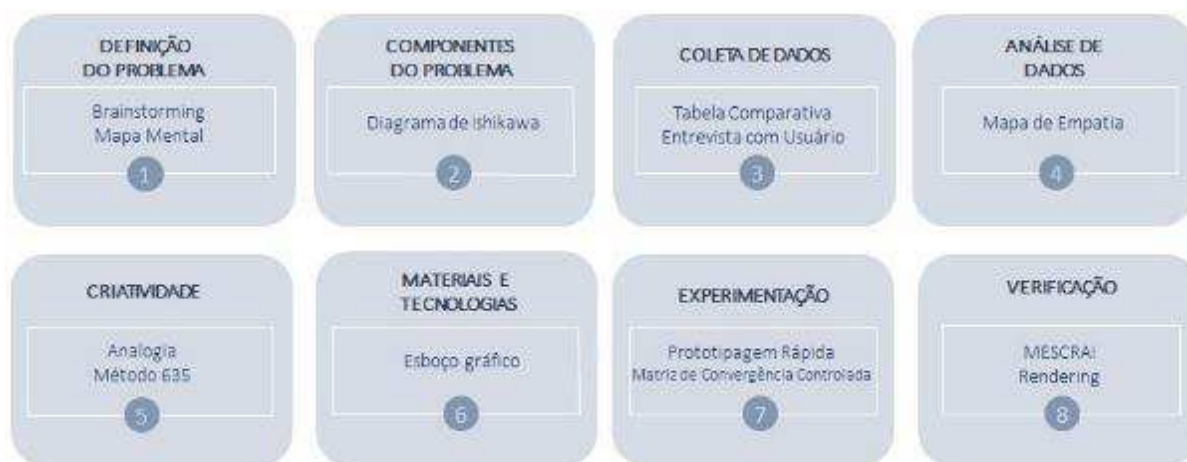 DEFINIÇÃO
DO PROBLEMA
Brainstorming
Mapa Mental
1
COMPONENTES
DO PROBLEMA
Diagrama de Ishikawa
2
COLETA DE DADOS
Tabela Comparativa
Entrevista com Usuário
3
ANÁLISE DE
DADOS
Mapa de Empatia
4
CRIATIVIDADE
Analogia
Método 635
5
MATERIAIS E
TECNOLOGIAS
Esboço gráfico
6
EXPERIMENTAÇÃO
Prototipagem Rápida
Matriz de Convergência Controlada
7
VERIFICAÇÃO
MESCRAI
Rendering
8